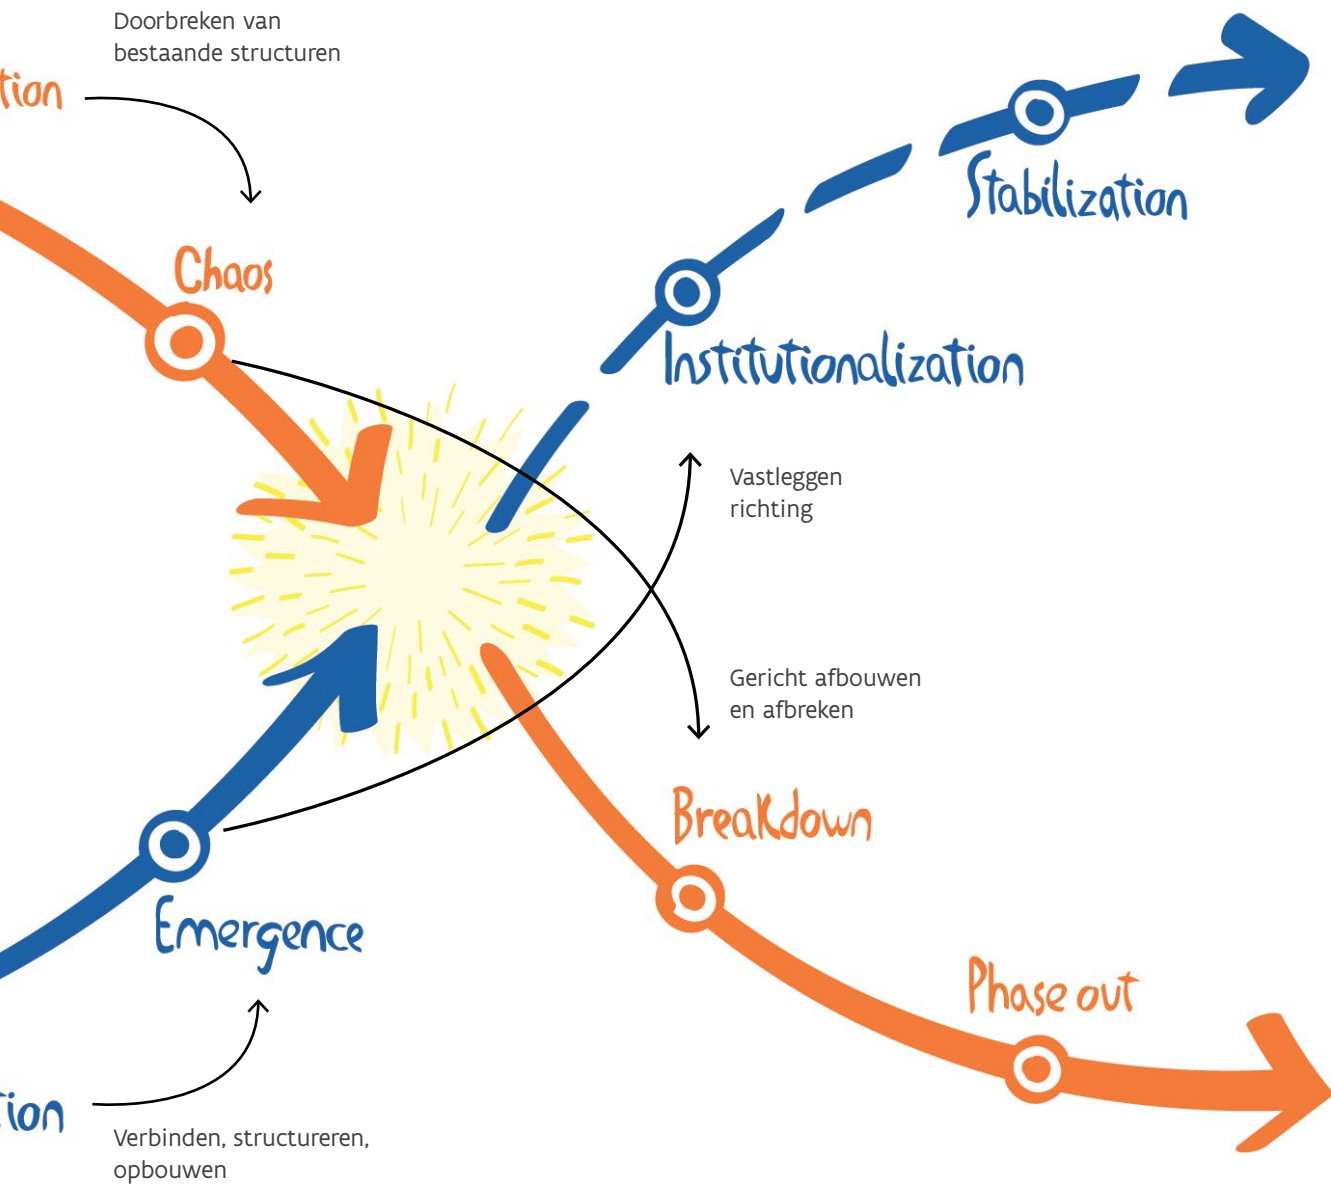 Doorbreken van
bestaande structuren
tion
Chaos
Stabilization
Institutionalization
Vastleggen
richting
Gericht afbouwen
en afbreken
Breakdown
Emergence
Phase out
tion
Verbinden, structureren,
opbouwen